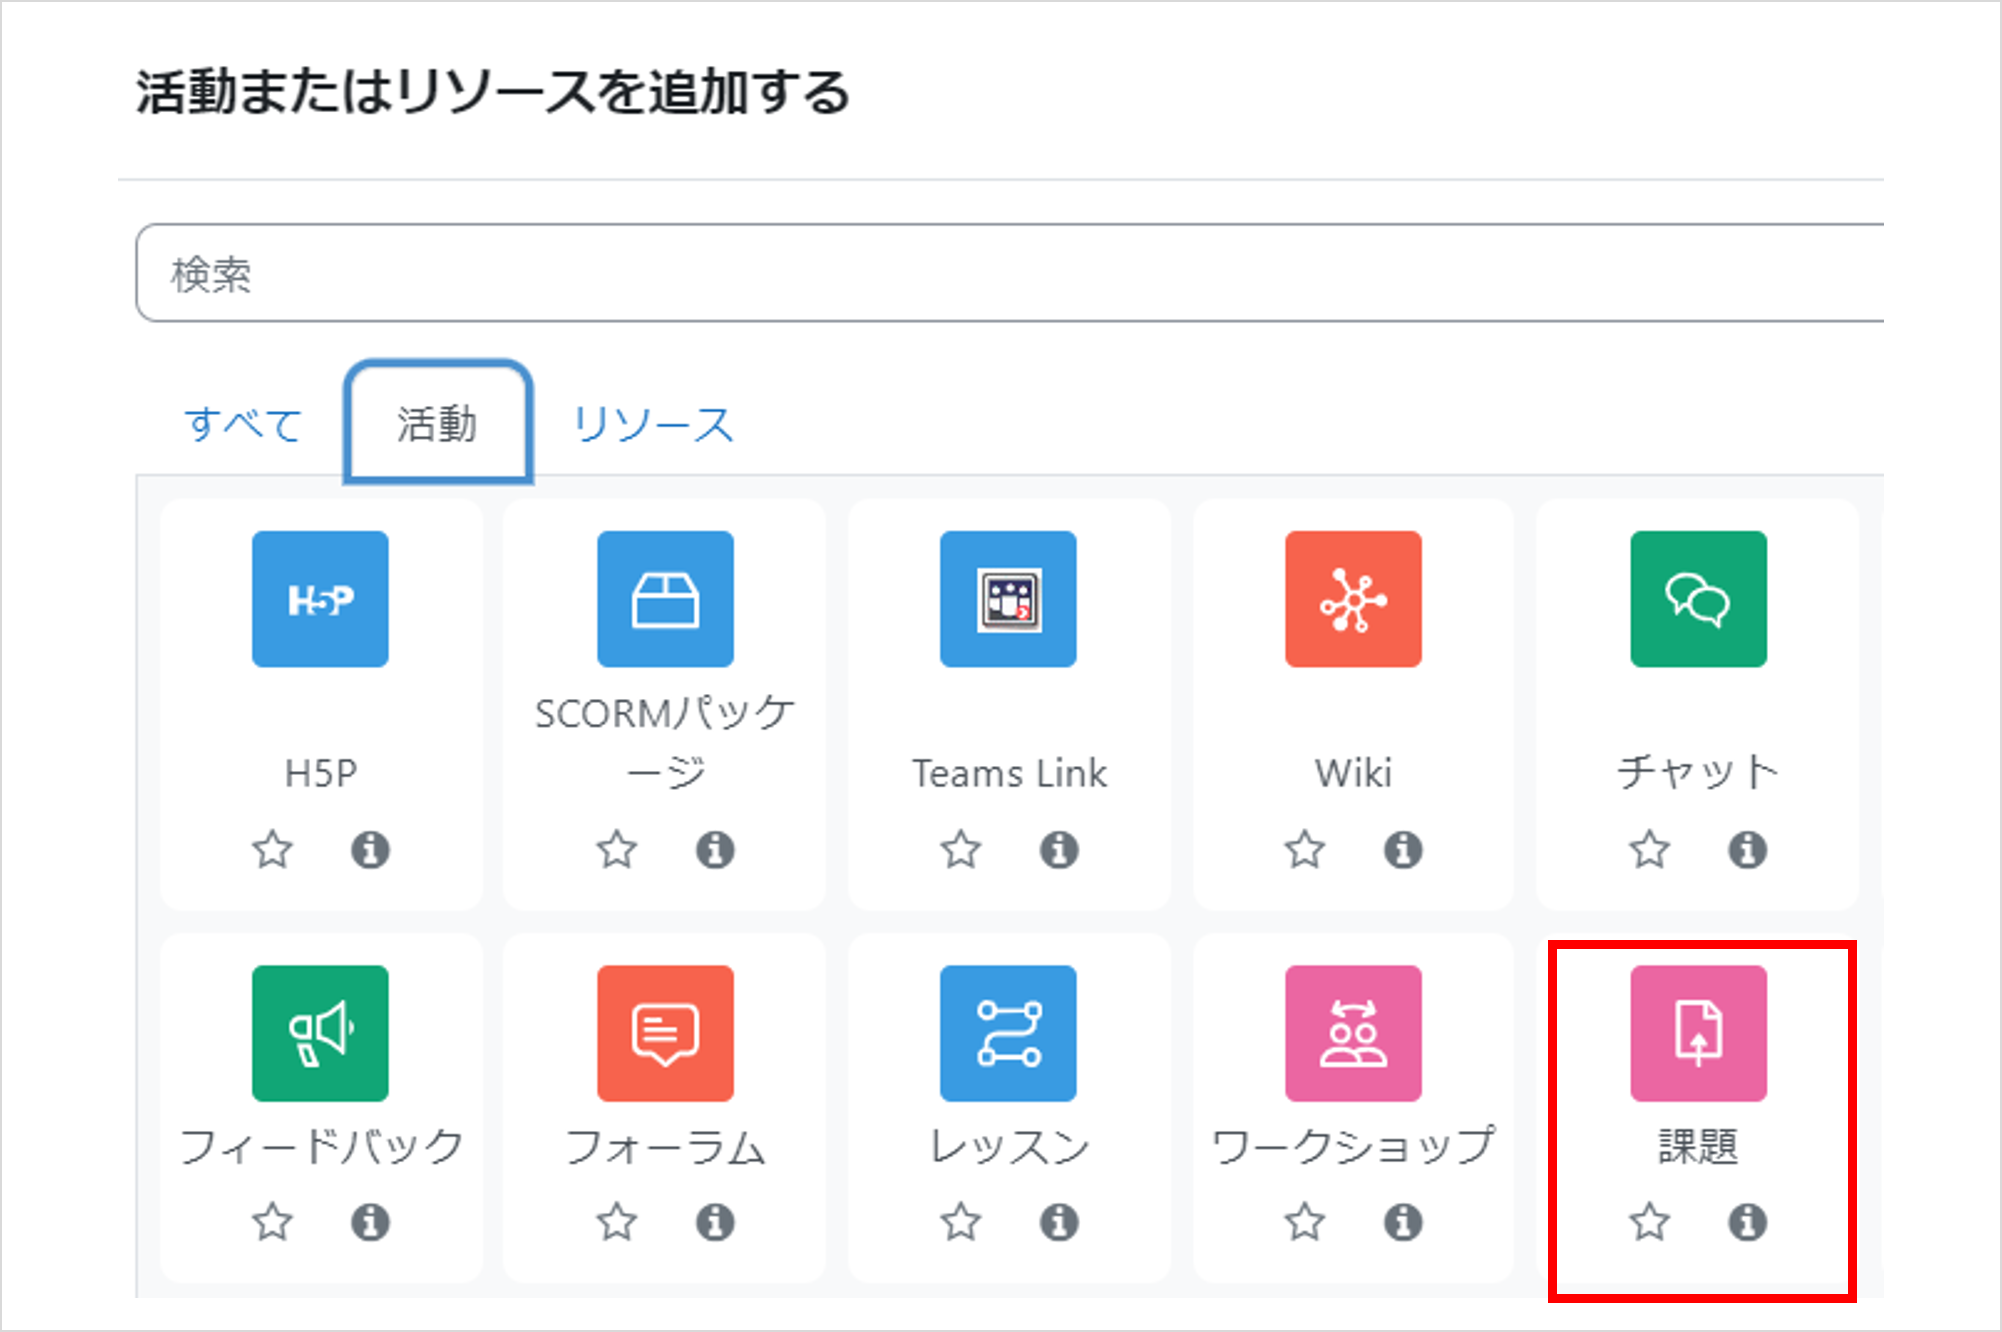 活動またはリソースを追加する
検索
すべて 活動 リソース
H5P
H5P
SCORMパッケ
ージ
Teams Link
Wiki
チャット
フィードバック
フォーラム
レッスン
ワークショップ
課題